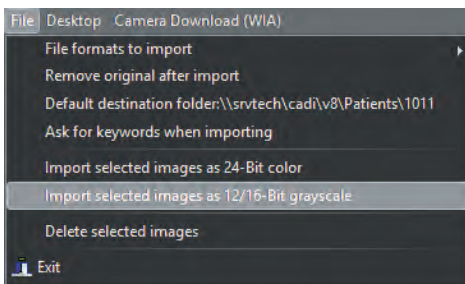 File Desktop Camera Download (WIA)
File formats to import
Remove original after import
Default destination folder:\\srvtech\cadi\v8\Patients\1011
Ask for keywords when importing
Import selected images as 24-Bit color
Import selected images as 12/16-Bit grayscale
Delete selected images
Exit